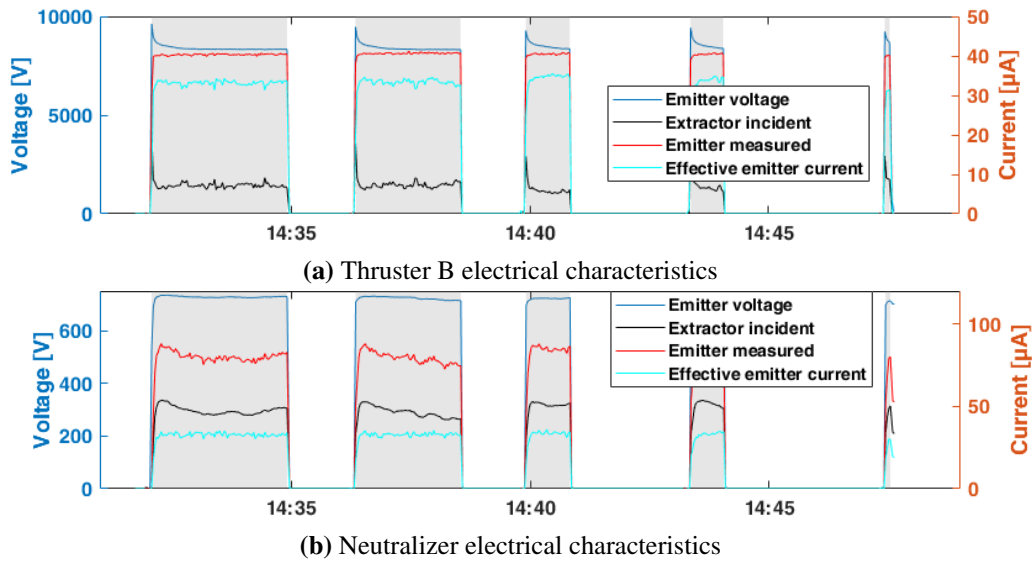 10000
50
40
30
5000
20
10
0
0
Voltage [V]
Current [µA]
Emitter voltage
Extractor incident
Emitter measured
Effective emitter current
14:35
14:40
14:45
(a) Thruster B electrical characteristics
600
400
200
0
100
50
0
Voltage [V]
Current [µA]
Emitter voltage
Extractor incident
Emitter measured
Effective emitter current
14:35
14:40
14:45
(b) Neutralizer electrical characteristics